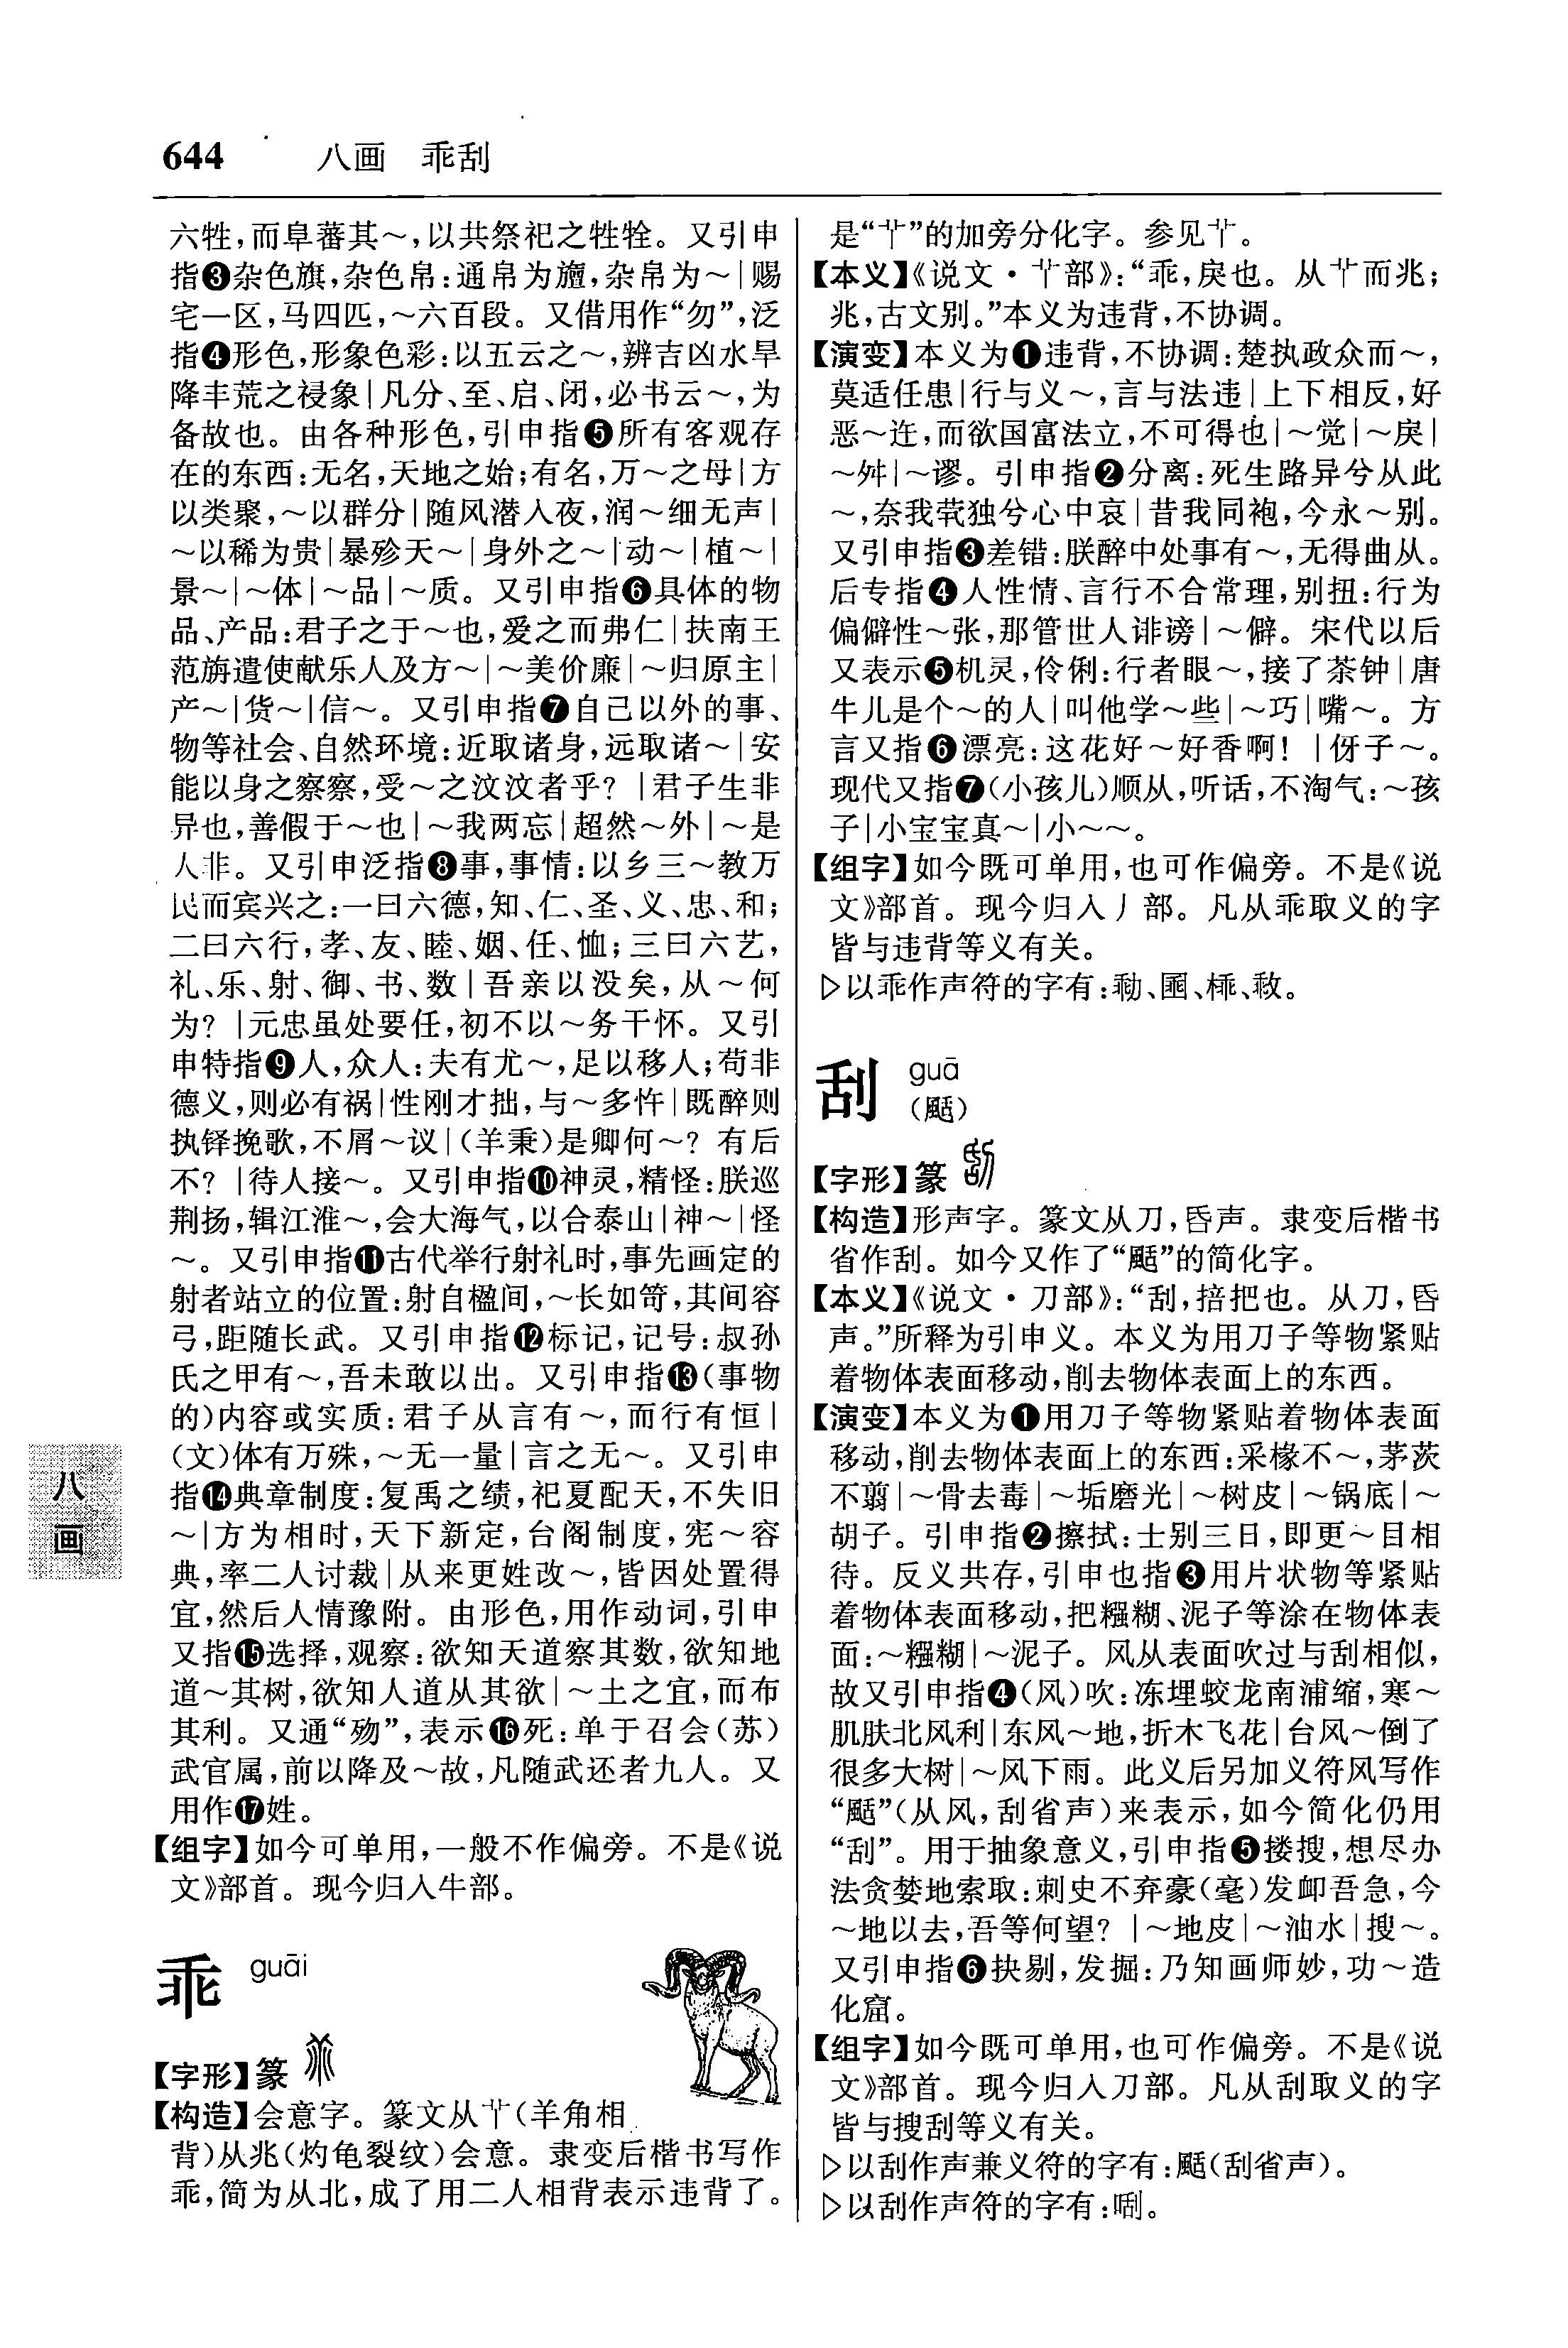 644 八画 乖刮
六牲,而阜蕃其～,以共祭祀之牲牷。又引申
指❸杂色旗,杂色帛:通帛为旜,杂帛为～|赐
宅一区,马四匹,～六百段。又借用作“勿”,泛
指❹形色,形象色彩:以五云之～,辨吉凶水旱
降丰荒之祲象|凡分、至、启、闭,必书云～,为
备故也。由各种形色,引申指❺所有客观存
在的东西:无名,天地之始;有名,万～之母|方
以类聚,～以群分|随风潜入夜,润～细无声|
～以稀为贵|暴殄天～|身外之～|动～|植～|
景～|～体|～品|～质。又引申指❻具体的物
品、产品:君子之于～也,爱之而弗仁|扶南王
范旃遣使献乐人及方～|～美价廉|～归原主|
产～|货～|信～。又引申指❼自己以外的事、
物等社会、自然环境:近取诸身,远取诸～|安
能以身之察察,受～之汶汶者乎?|君子生非
异也,善假于～也|～我两忘|超然～外|～是
人非。又引申泛指❽事,事情:以乡三～教万
民而宾兴之:一曰六德,知、仁、圣、义、忠、和;
二曰六行,孝、友、睦、姻、任、恤;三曰六艺,
礼、乐、射、御、书、数|吾亲以没矣,从～何
为?|元忠虽处要任,初不以～务干怀。又引
申特指❾人,众人:夫有尤～,足以移人;苟非
德义,则必有祸|性刚才拙,与～多忤|既醉则
执铎挽歌,不屑～议|(羊秉)是卿何～?有后
不?|待人接～。又引申指❿神灵,精怪:朕巡
荆扬,辑江淮～,会大海气,以合泰山|神～|怪
～。又引申指⓫古代举行射礼时,事先画定的
射者站立的位置:射自楹间,～长如笴,其间容
弓,距随长武。又引申指⓬标记,记号:叔孙
氏之甲有～,吾未敢以出。又引申指⓭(事物
的)内容或实质:君子从言有～,而行有恒|
(文)体有万殊,～无一量|言之无～。又引申
指⓮典章制度:复禹之绩,祀夏配天,不失旧
～|方为相时,天下新定,台阁制度,宪～容
典,率二人讨裁|从来更姓改～,皆因处置得
宜,然后人情豫附。由形色,用作动词,引申
又指⓯选择,观察:欲知天道察其数,欲知地
道～其树,欲知人道从其欲|～土之宜,而布
其利。又通“歾”,表示⓰死:单于召会(苏)
武官属,前以降及～故,凡随武还者九人。又
用作⓱姓。
【组字】如今可单用,一般不作偏旁。不是《说
文》部首。现今归入牛部。
乖 guāi
【字形】篆
【构造】会意字。篆文从𠁥(羊角相
背)从兆(灼龟裂纹)会意。隶变后楷书写作
乖,简为从北,成了用二人相背表示违背了。
是“𠁥”的加旁分化字。参见𠁥。
【本义】《说文·𠁥部》:“乖,戾也。从𠁥而兆;
兆,古文别。”本义为违背,不协调。
【演变】本义为❶违背,不协调:楚执政众而～,
莫适任患|行与义～,言与法违|上下相反,好
恶～迕,而欲国富法立,不可得也|～觉|～戾|
～舛|～谬。引申指❷分离:死生路异兮从此
～,奈我茕独兮心中哀|昔我同袍,今永～别。
又引申指❸差错:朕醉中处事有～,无得曲从。
后专指❹人性情、言行不合常理,别扭:行为
偏僻性～张,那管世人诽谤|～僻。宋代以后
又表示❺机灵,伶俐:行者眼～,接了茶钟|唐
牛儿是个～的人|叫他学～些|～巧|嘴～。方
言又指❻漂亮:这花好～好香啊!|伢子～。
现代又指❼(小孩儿)顺从,听话,不淘气:～孩
子|小宝宝真～|小～～。
【组字】如今既可单用,也可作偏旁。不是《说
文》部首。现今归入丿部。凡从乖取义的字
皆与违背等义有关。
▷以乖作声符的字有:
刮 guā
(颳)
【字形】篆
【构造】形声字。篆文从刀,昏声。隶变后楷书
省作刮。如今又作了“颳”的简化字。
【本义】《说文·刀部》:“刮,掊把也。从刀,昏
声。”所释为引申义。本义为用刀子等物紧贴
着物体表面移动,削去物体表面上的东西。
【演变】本义为❶用刀子等物紧贴着物体表面
移动,削去物体表面上的东西:采椽不～,茅茨
不翦|～骨去毒|～垢磨光|～树皮|～锅底|～
胡子。引申指❷擦拭:士别三日,即更～目相
待。反义共存,引申也指❸用片状物等紧贴
着物体表面移动,把糨糊、泥子等涂在物体表
面:～糨糊|～泥子。风从表面吹过与刮相似,
故又引申指❹(风)吹:冻埋蛟龙南浦缩,寒～
肌肤北风利|东风～地,折木飞花|台风～倒了
很多大树|～风下雨。此义后另加义符风写作
“颳”(从风,刮省声)来表示,如今简化仍用
“刮”。用于抽象意义,引申指❺搂搜,想尽办
法贪婪地索取:刺史不弃豪(毫)发卹吾急,今
～地以去,吾等何望?|～地皮|～油水|搜～。
又引申指❻抉剔,发掘:乃知画师妙,功～造
化窟。
【组字】如今既可单用,也可作偏旁。不是《说
文》部首。现今归入刀部。凡从刮取义的字
皆与搜刮等义有关。
▷以刮作声兼义符的字有:颳(刮省声)。
▷以刮作声符的字有:㖞。
八
画